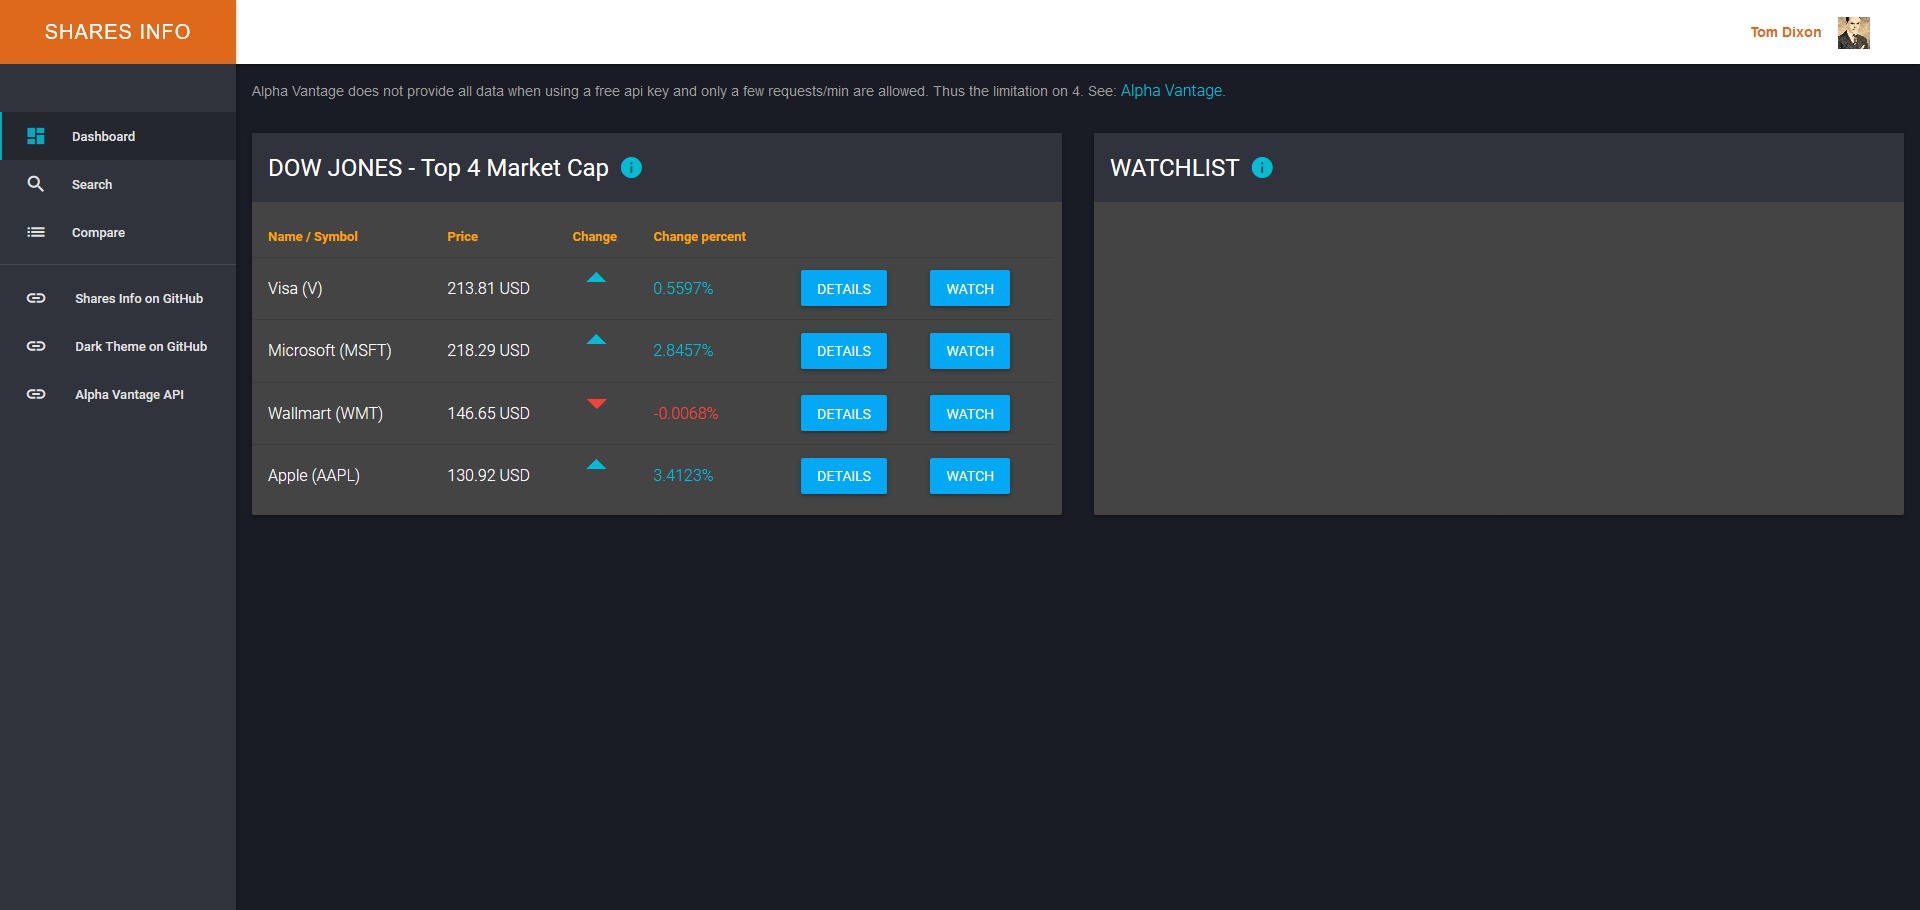 SHARES INFO
Tom Dixon
Alpha Vantage does not provide all data when using a free api key and only a few requests/min are allowed. Thus the limitation on 4. See: Alpha Vantage.
Dashboard
Search
Compare
Shares Info on GitHub
Dark Theme on GitHub
Alpha Vantage API
DOW JONES - Top 4 Market Cap
Name / Symbol Price Change Change percent
Visa (V) 213.81 USD 0.5597% DETAILS WATCH
Microsoft (MSFT) 218.29 USD 2.8457% DETAILS WATCH
Wallmart (WMT) 146.65 USD -0.0068% DETAILS WATCH
Apple (AAPL) 130.92 USD 3.4123% DETAILS WATCH
WATCHLIST